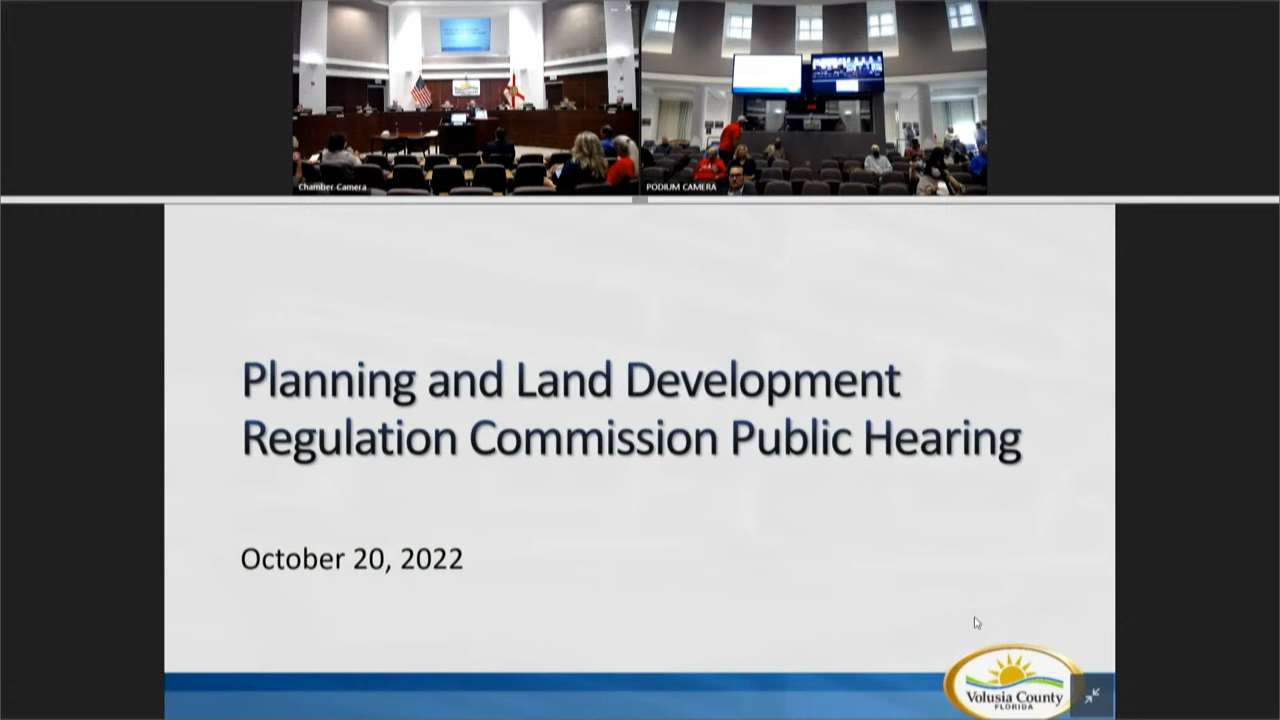 Chamber Camera
PODIUM CAMERA
Planning and Land Development
Regulation Commission Public Hearing
October 20, 2022
Volusia County
FLORIDA